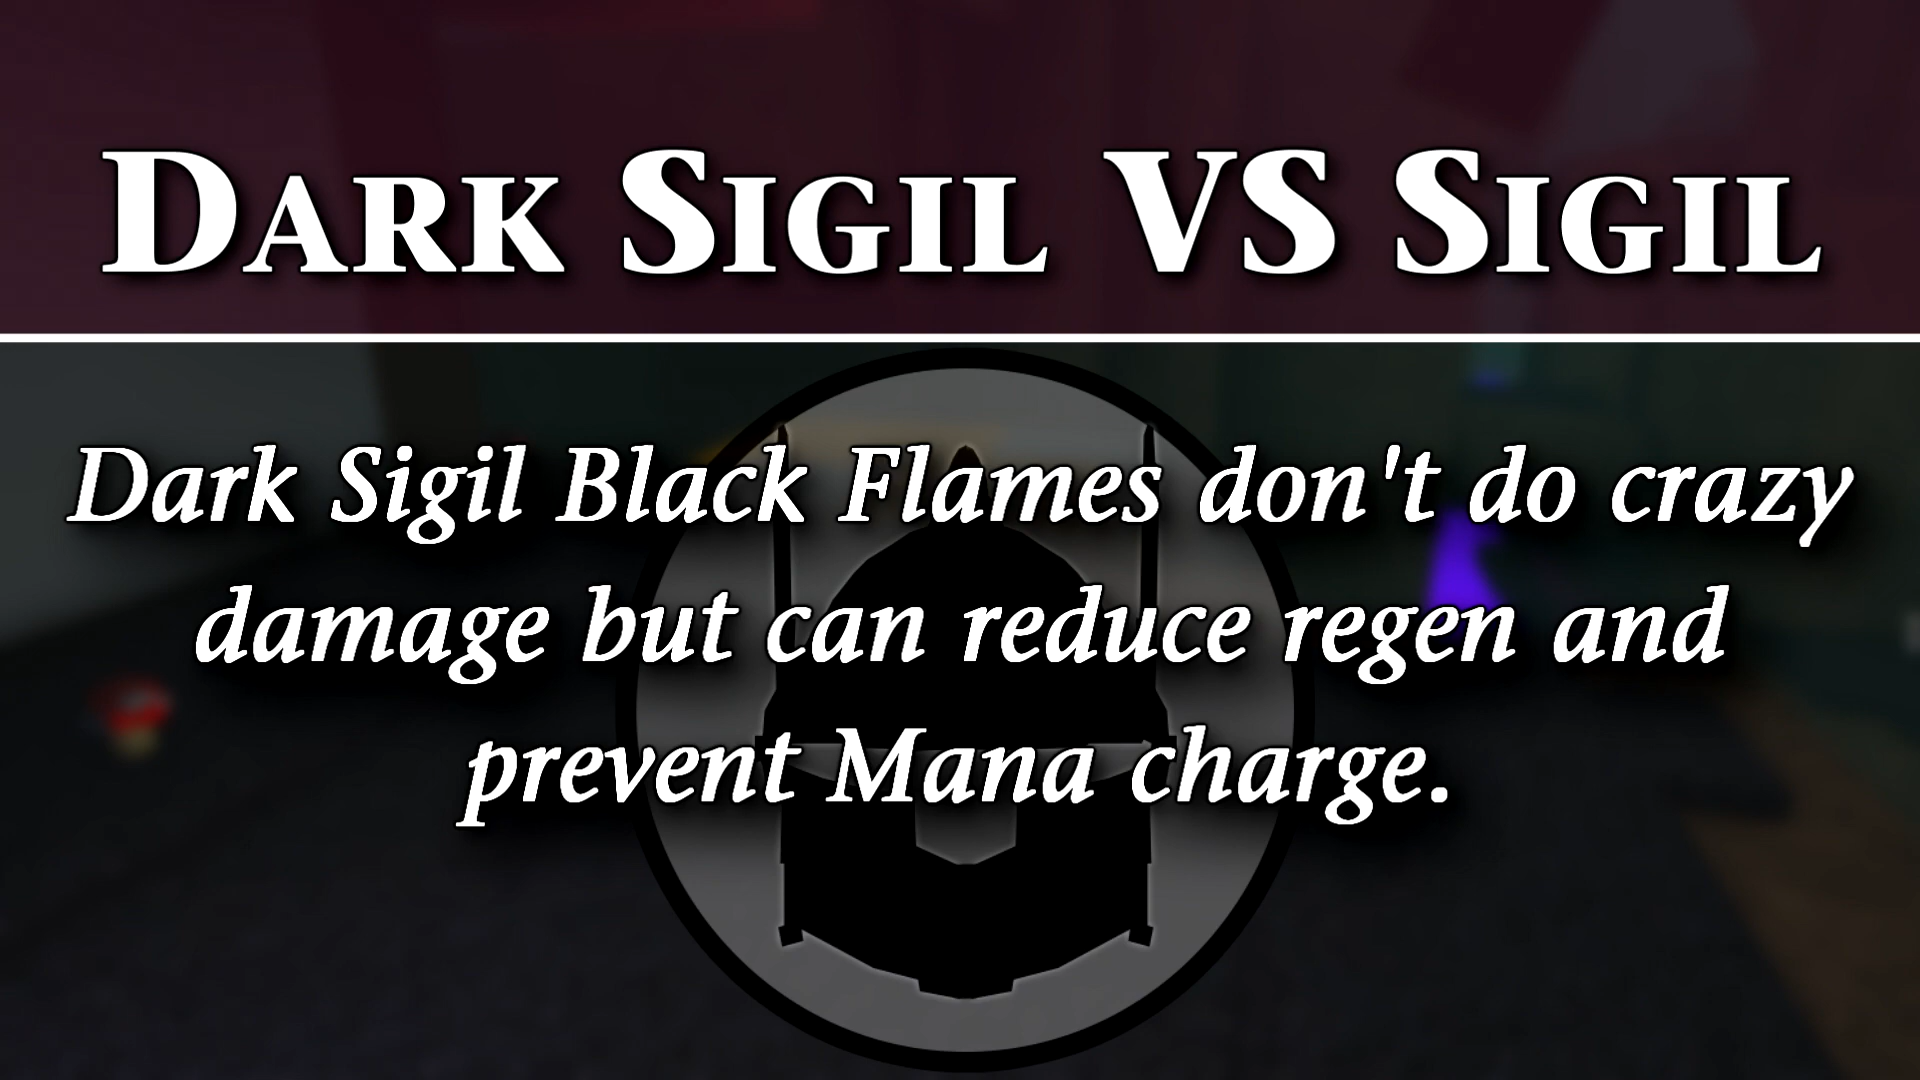 Dark Sigil VS Sigil
Dark Sigil Black Flames don't do crazy
damage but can reduce regen and
prevent Mana charge.